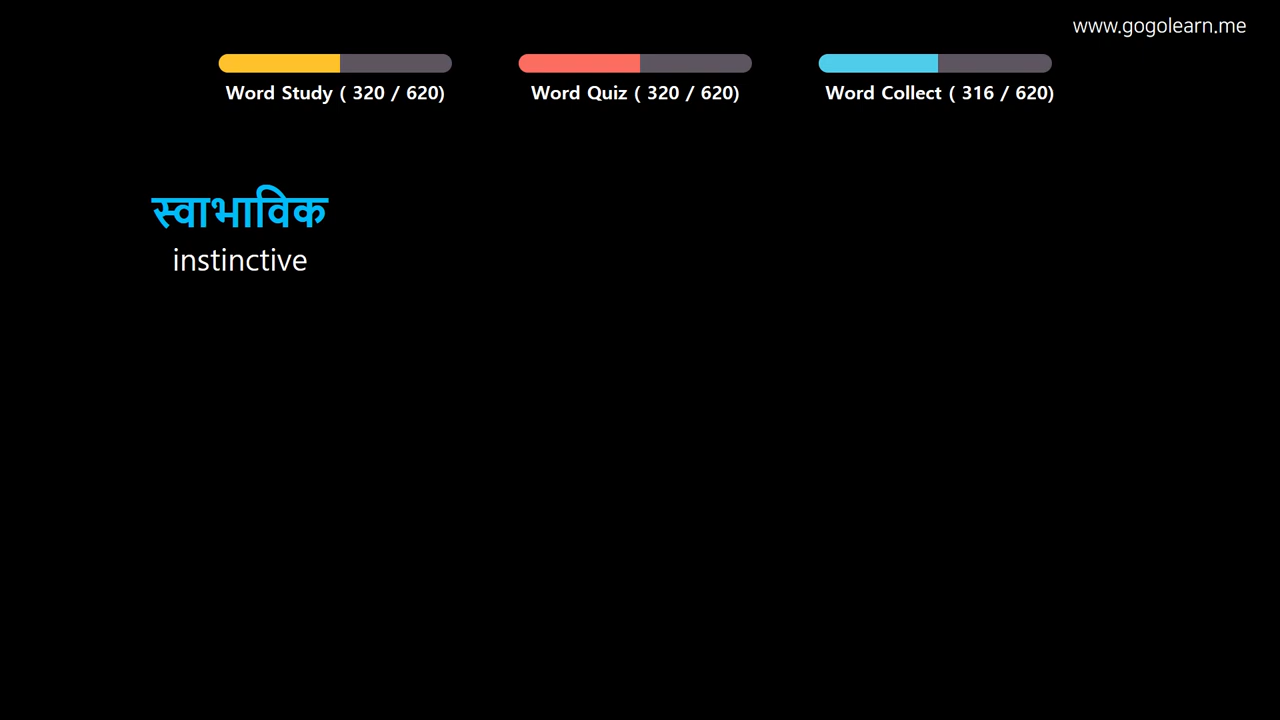 www.gogolearn.me
Word Study ( 320 / 620)
Word Quiz ( 320 / 620)
Word Collect ( 316 / 620)
स्वाभाविक
instinctive